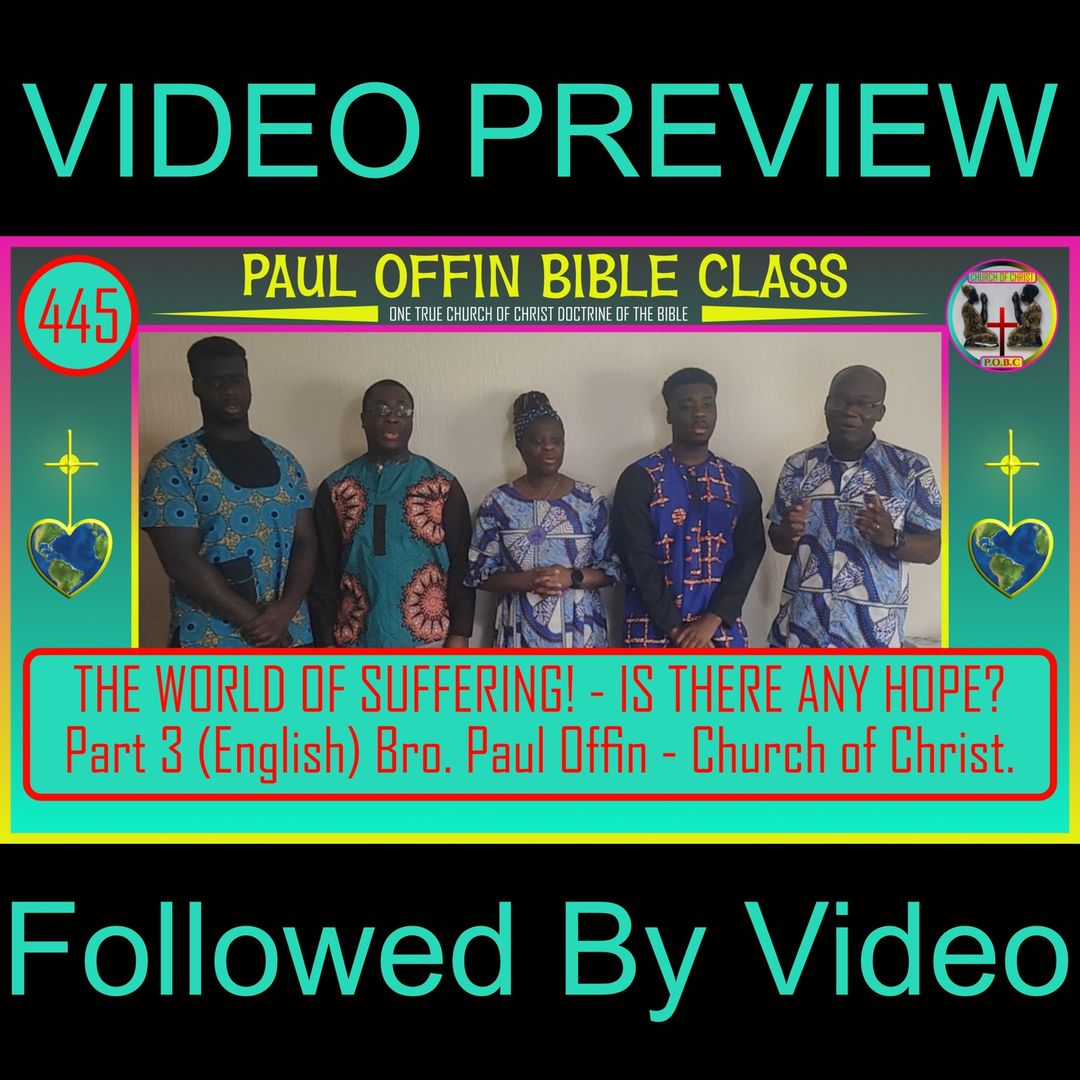 VIDEO PREVIEW
445
PAUL OFFIN BIBLE CLASS
ONE TRUE CHURCH OF CHRIST DOCTRINE OF THE BIBLE
CHURCH OF CHRIST
P.O.B.C
THE WORLD OF SUFFERING! - IS THERE ANY HOPE?
Part 3 (English) Bro. Paul Offin - Church of Christ.
Followed By Video